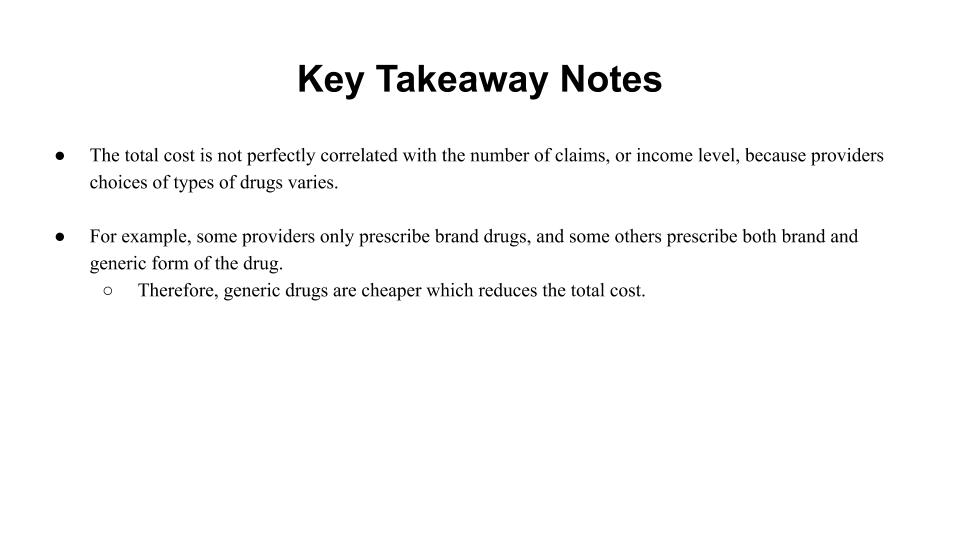 Key Takeaway Notes
● The total cost is not perfectly correlated with the number of claims, or income level, because providers
choices of types of drugs varies.
● For example, some providers only prescribe brand drugs, and some others prescribe both brand and
generic form of the drug.
○ Therefore, generic drugs are cheaper which reduces the total cost.